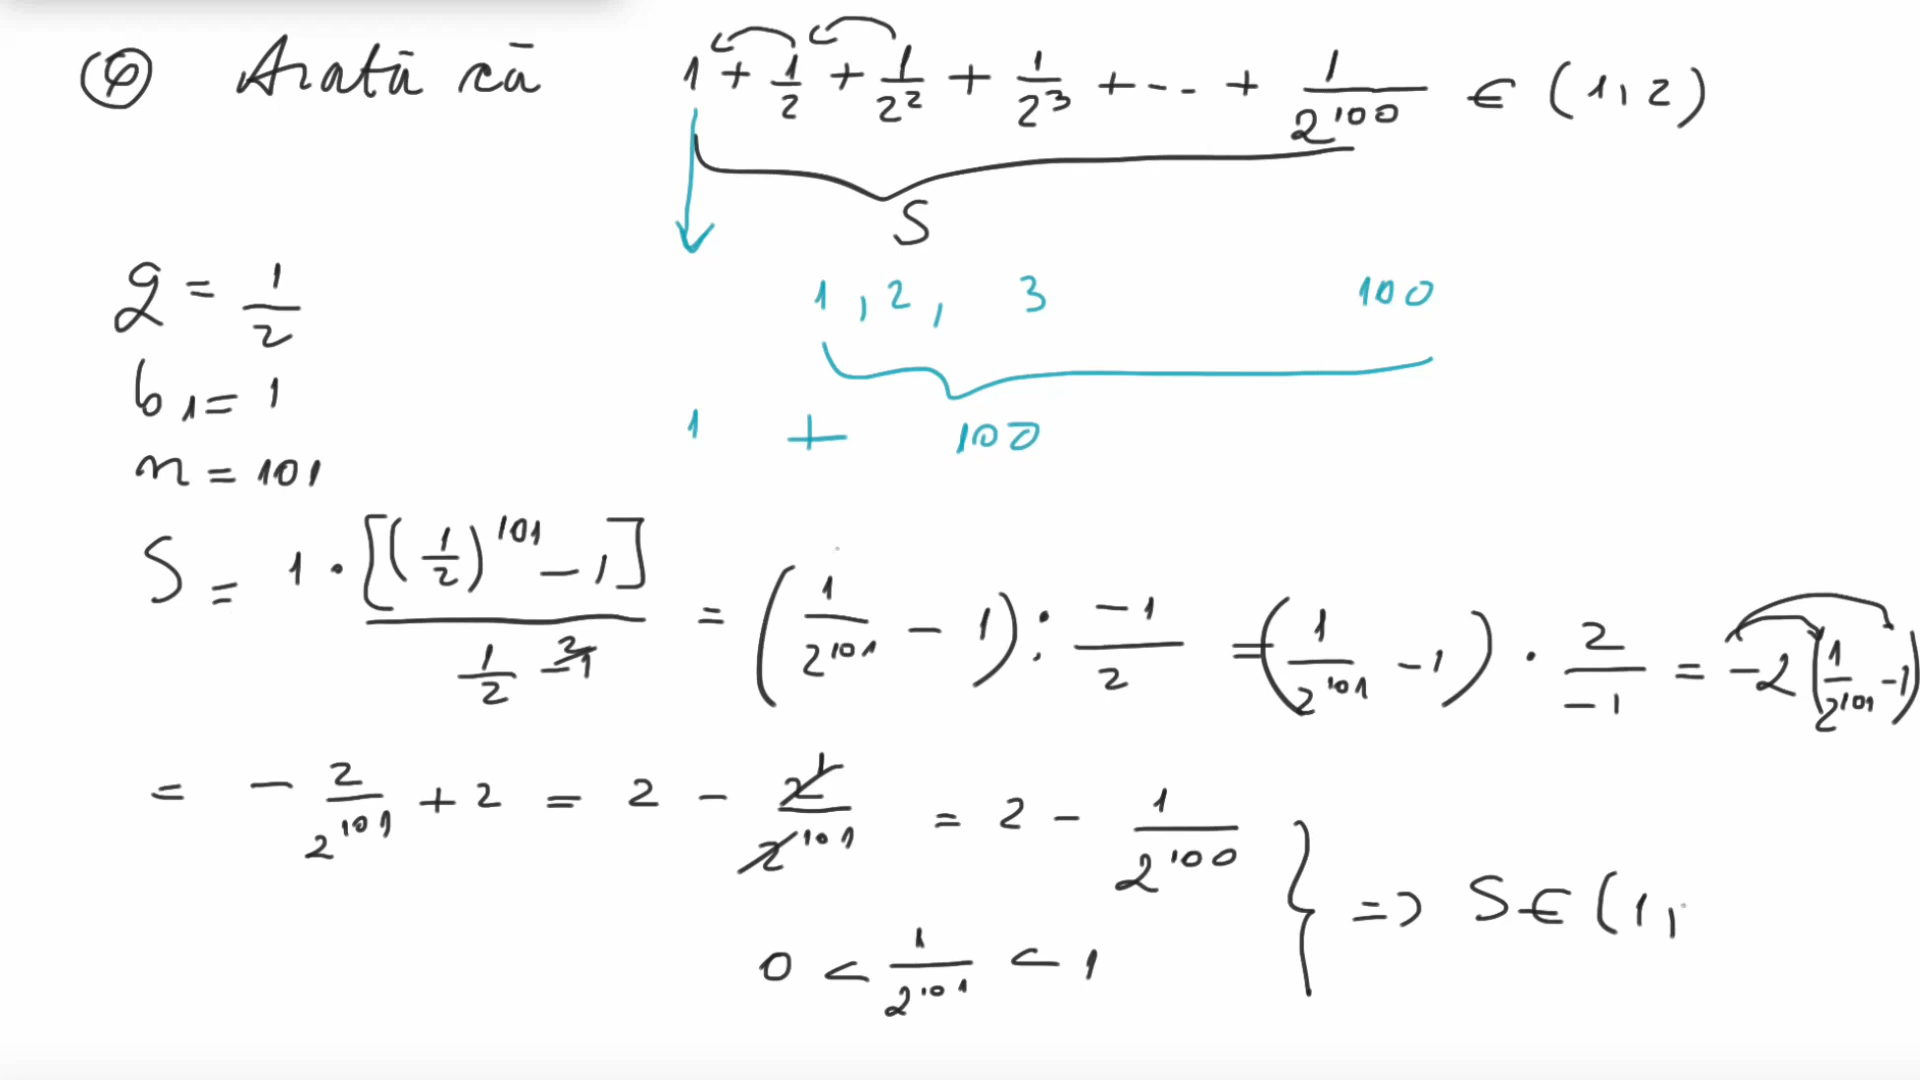 ⑥ Arată că 1 + 1/2 + 1/2² + 1/2³ + ... + 1/2¹⁰⁰ ∈ (1, 2)
S
1, 2, 3 100
1 + 100
q = 1/2
b₁ = 1
n = 101
S = 1 · [(1/2)¹⁰¹ - 1] / (1/2 - 1) = (1/2¹⁰¹ - 1) : -1/2 = (1/2¹⁰¹ - 1) · 2/-1 = -2(1/2¹⁰¹ - 1)
= - 2/2¹⁰¹ + 2 = 2 - 2¹/2¹⁰¹ = 2 - 1/2¹⁰⁰
0 < 1/2¹⁰¹ < 1 } => S ∈ (1,